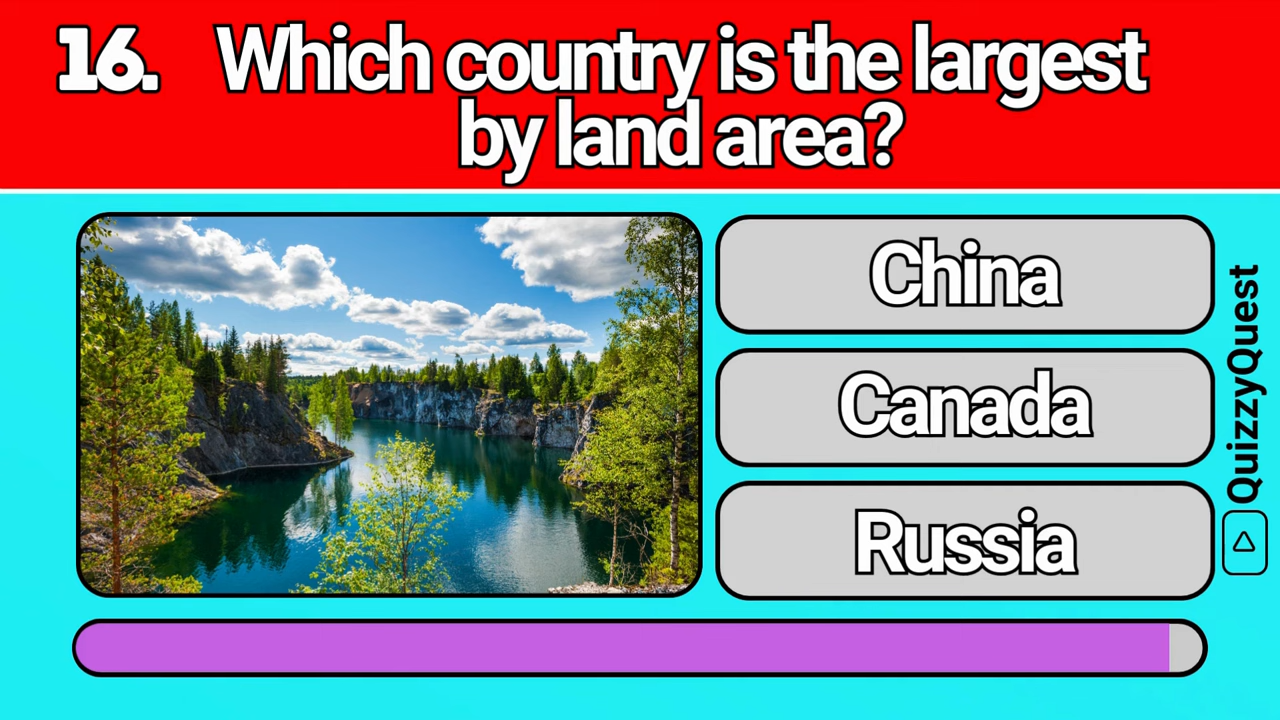 16. Which country is the largest
by land area?
China
Canada
Russia
QuizzyQuest